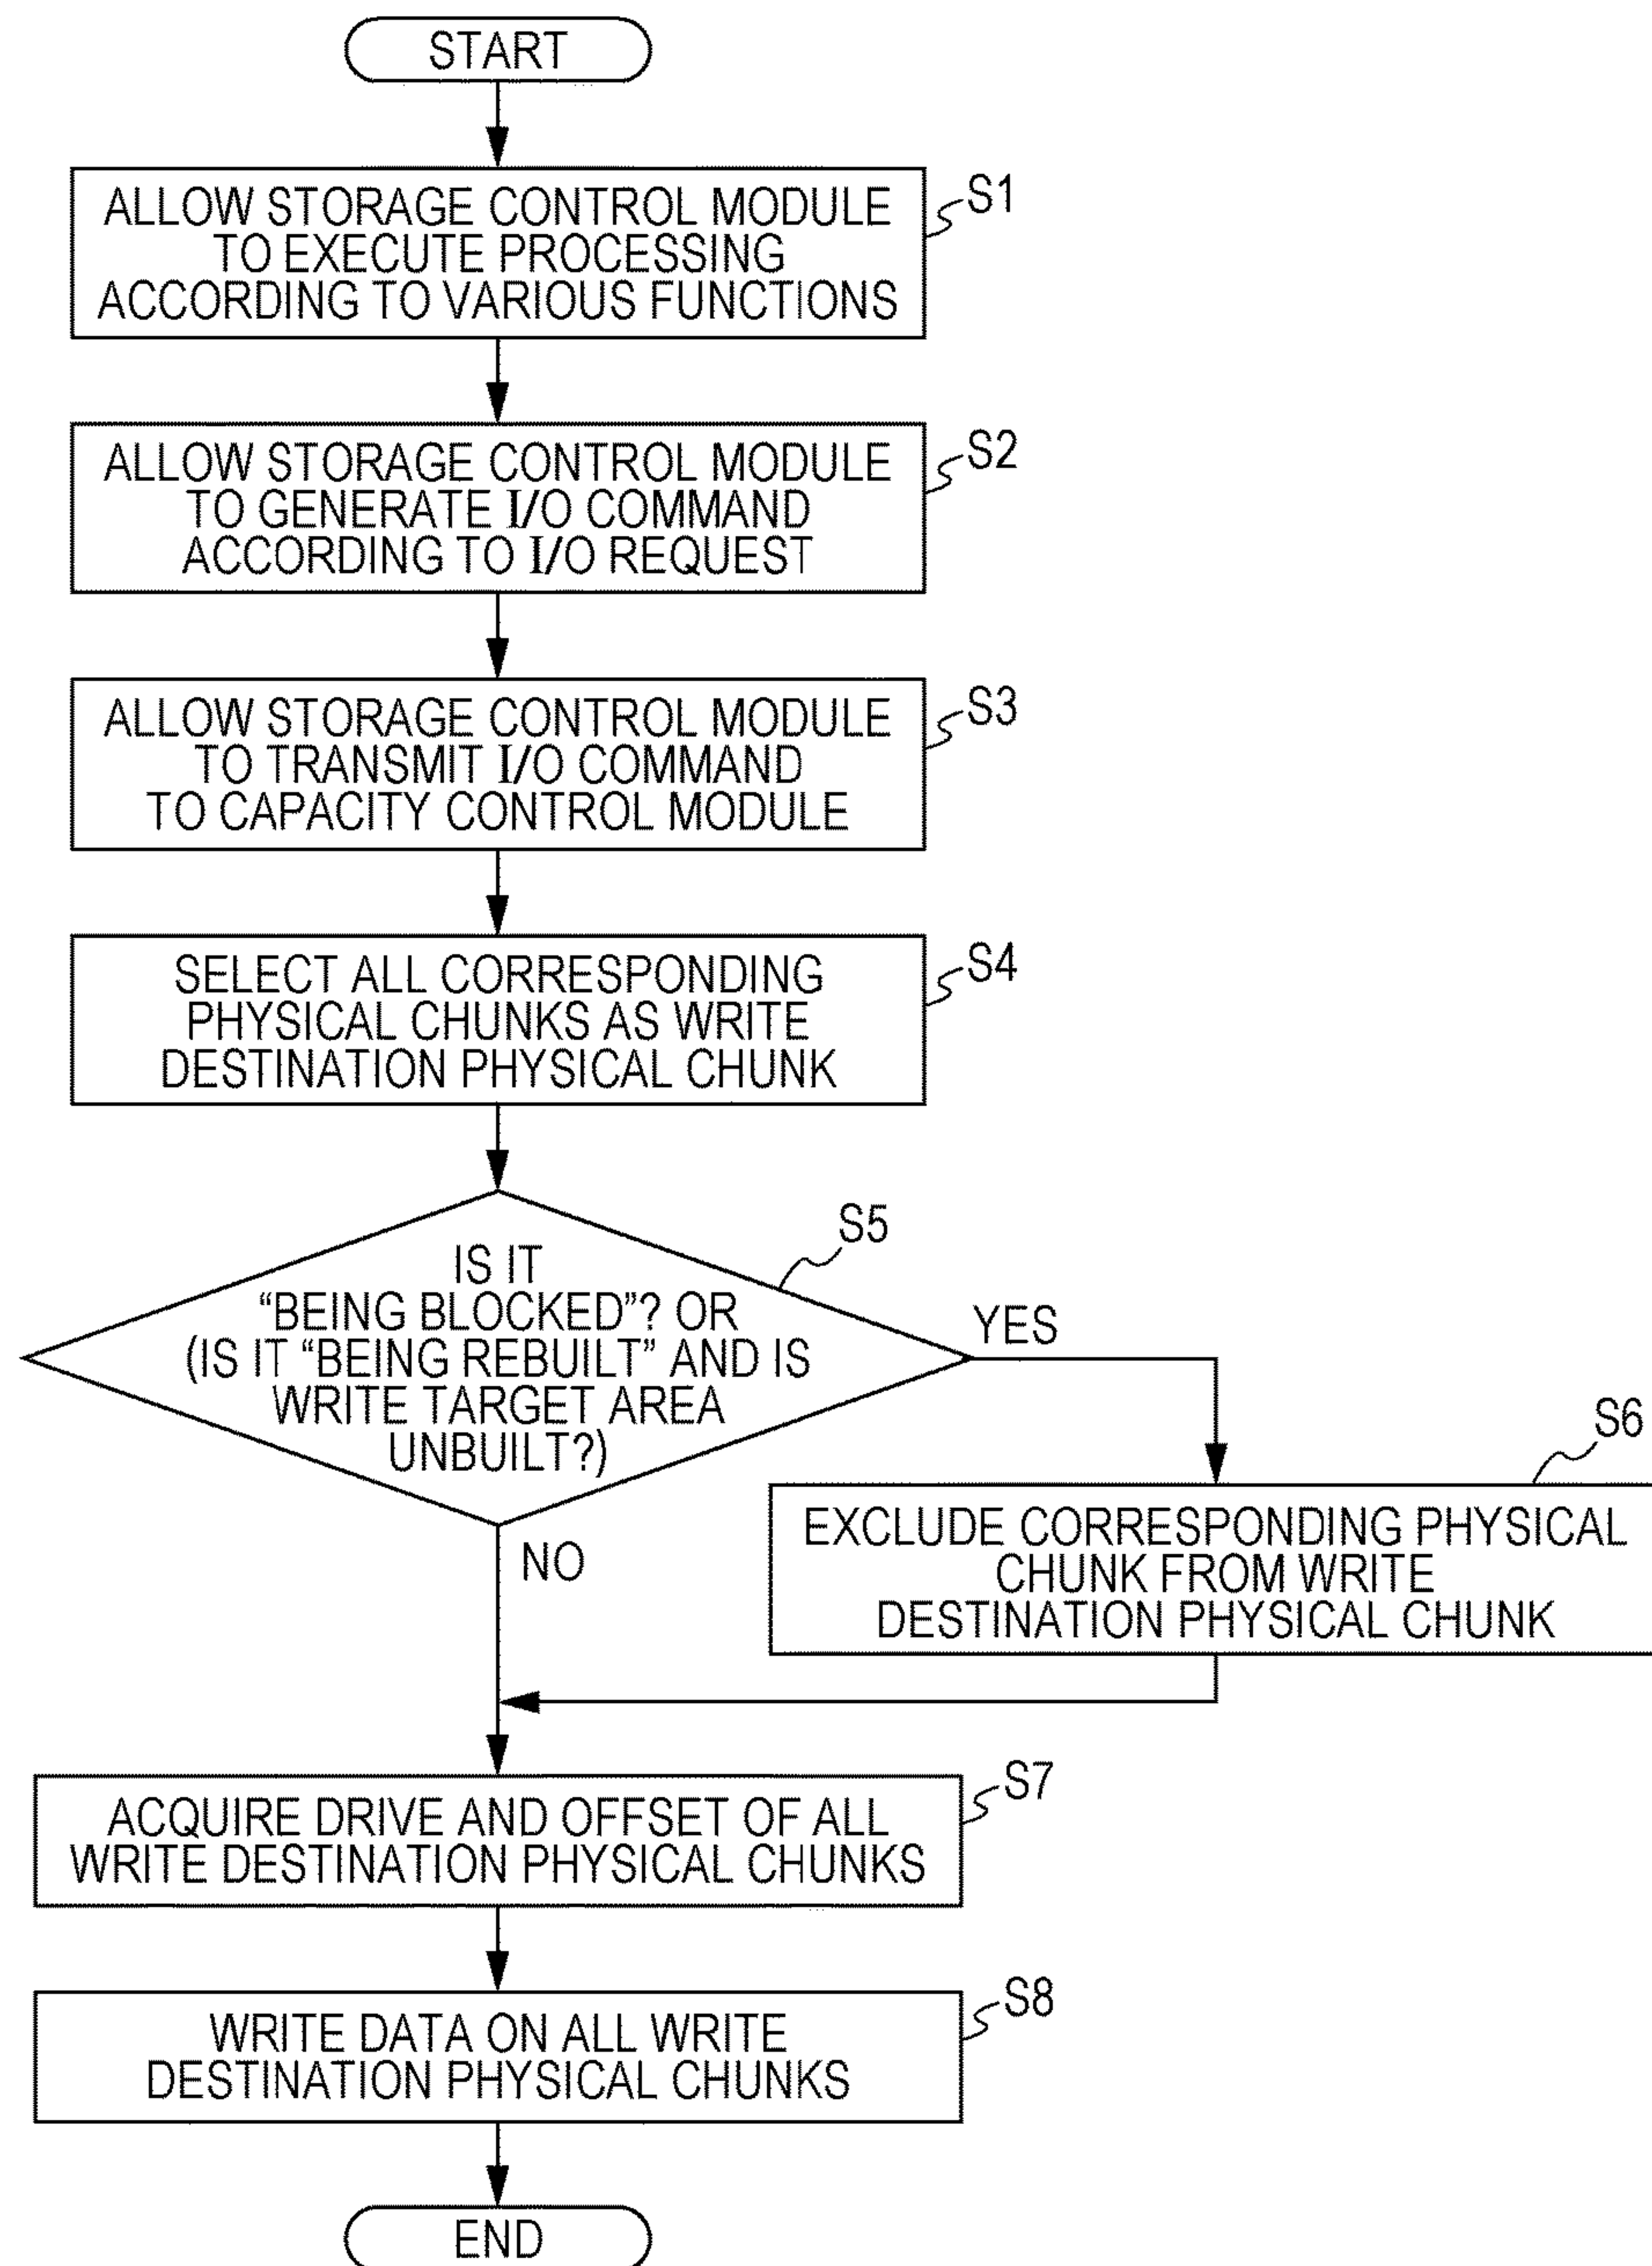 START
ALLOW STORAGE CONTROL MODULE
TO EXECUTE PROCESSING
ACCORDING TO VARIOUS FUNCTIONS
S1
ALLOW STORAGE CONTROL MODULE
TO GENERATE I/O COMMAND
ACCORDING TO I/O REQUEST
S2
ALLOW STORAGE CONTROL MODULE
TO TRANSMIT I/O COMMAND
TO CAPACITY CONTROL MODULE
S3
SELECT ALL CORRESPONDING
PHYSICAL CHUNKS AS WRITE
DESTINATION PHYSICAL CHUNK
S4
IS IT
“BEING BLOCKED”? OR
(IS IT “BEING REBUILT” AND IS
WRITE TARGET AREA
UNBUILT?)
S5
YES
NO
EXCLUDE CORRESPONDING PHYSICAL
CHUNK FROM WRITE
DESTINATION PHYSICAL CHUNK
S6
ACQUIRE DRIVE AND OFFSET OF ALL
WRITE DESTINATION PHYSICAL CHUNKS
S7
WRITE DATA ON ALL WRITE
DESTINATION PHYSICAL CHUNKS
S8
END